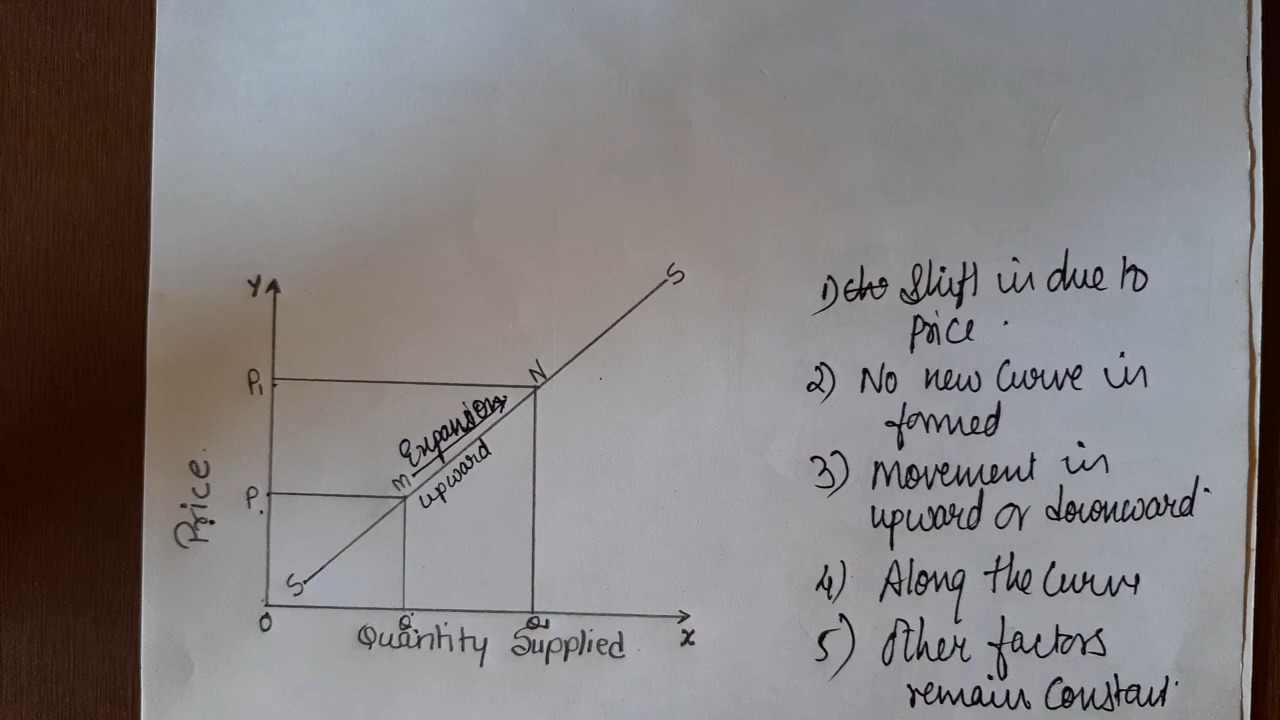 Y
S
P1
N
Expansion
M
upward
P
Price.
S
O
Q
Q1
X
Quantity Supplied
1) Shift is due to
price.
2) No new curve is
formed
3) Movement is
upward or downward.
4) Along the curve
5) Other factors
remain constant.